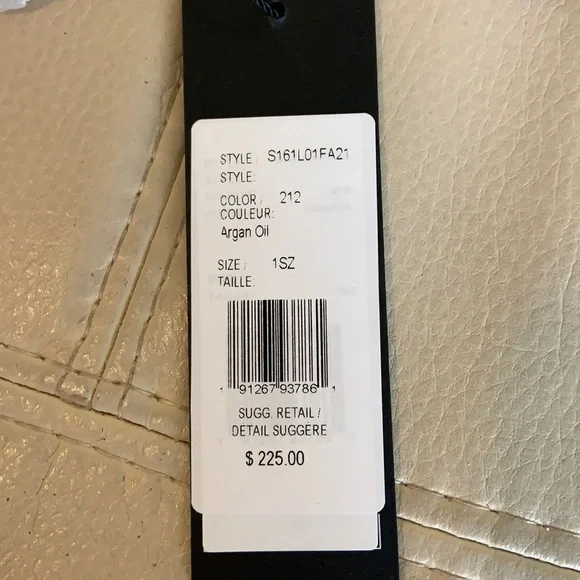 STYLE: S161L01FA21
STYLE:
COLOR/ 212
COULEUR:
Argan Oil
SIZE/ 1SZ
TAILLE:
1 91267 93786 1
SUGG. RETAIL/
DETAIL SUGGERE
$ 225.00